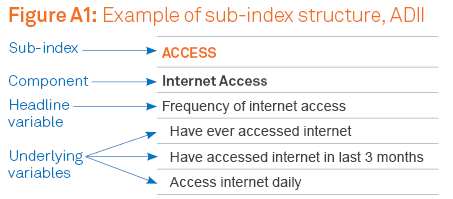 Figure A1: Example of sub-index structure, ADII
Sub-index
ACCESS
Component
Internet Access
Headline
variable
Frequency of internet access
Underlying
variables
Have ever accessed internet
Have accessed internet in last 3 months
Access internet daily